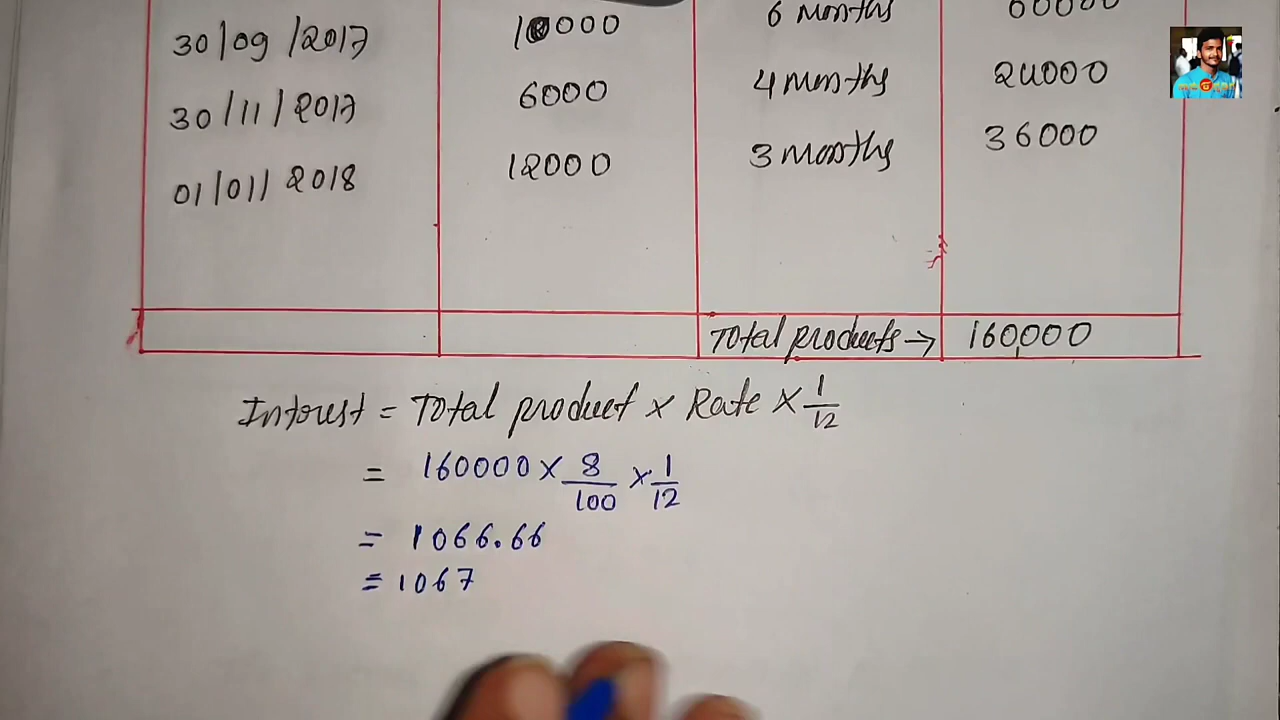 30/09/2017 10000 6 months 60000
30/11/2017 6000 4 months 24000
01/01/2018 12000 3 months 36000
Total products → 160000
Interest = Total product × Rate × 1/12
= 160000 × 8/100 × 1/12
= 1066.66
= 1067